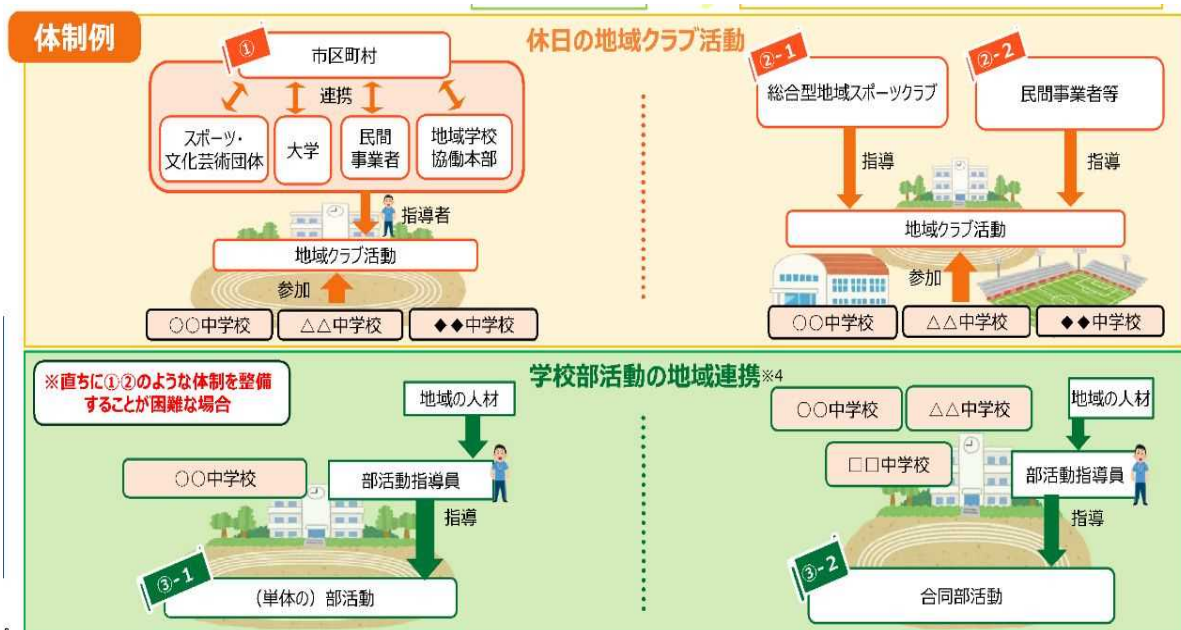 体制例
休日の地域クラブ活動
①
市区町村
連携
スポーツ・
文化芸術団体
大学
民間
事業者
地域学校
協働本部
指導者
地域クラブ活動
参加
○○中学校
△△中学校
◆◆中学校
②-1
総合型地域スポーツクラブ
②-2
民間事業者等
指導
指導
地域クラブ活動
参加
○○中学校
△△中学校
◆◆中学校
※直ちに①②のような体制を整備
することが困難な場合
学校部活動の地域連携※4
地域の人材
○○中学校
部活動指導員
指導
③-1
（単体の）部活動
○○中学校
△△中学校
地域の人材
□□中学校
部活動指導員
指導
③-2
合同部活動